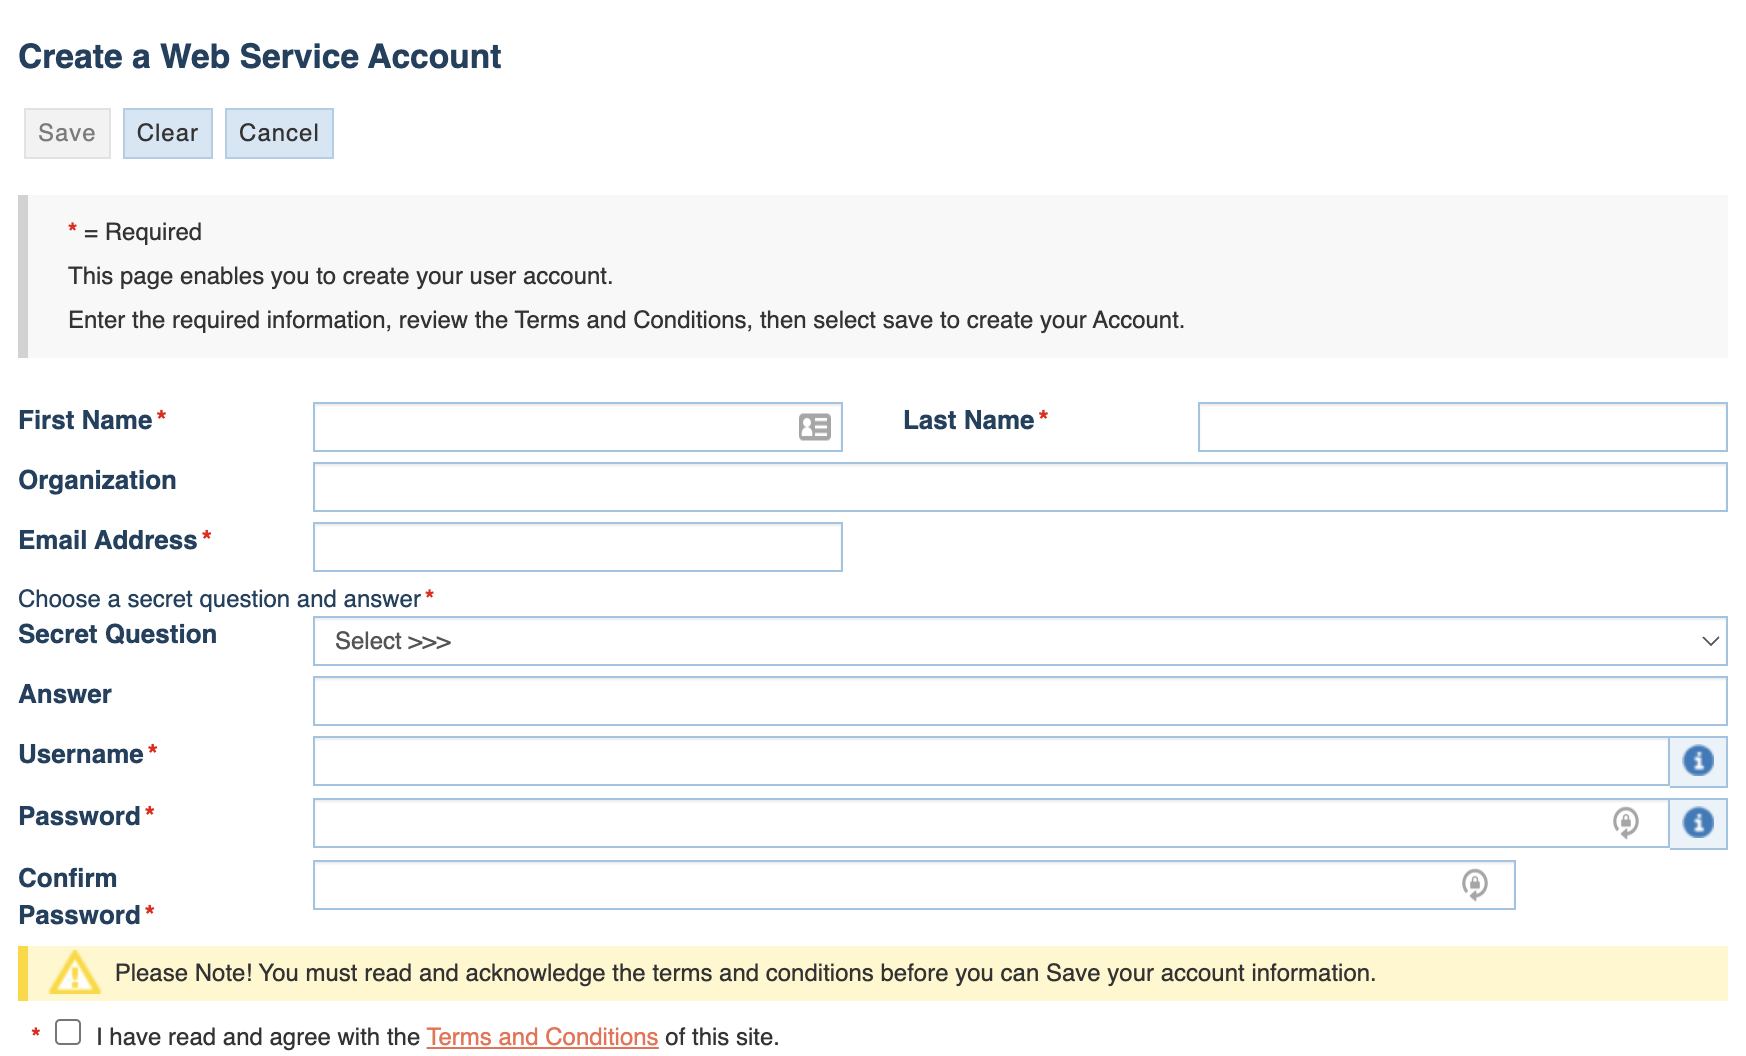 Create a Web Service Account
Save Clear Cancel
* = Required
This page enables you to create your user account.
Enter the required information, review the Terms and Conditions, then select save to create your Account.
First Name* Last Name*
Organization
Email Address*
Choose a secret question and answer*
Secret Question Select >>>
Answer
Username*
Password*
Confirm
Password*
Please Note! You must read and acknowledge the terms and conditions before you can Save your account information.
* I have read and agree with the Terms and Conditions of this site.